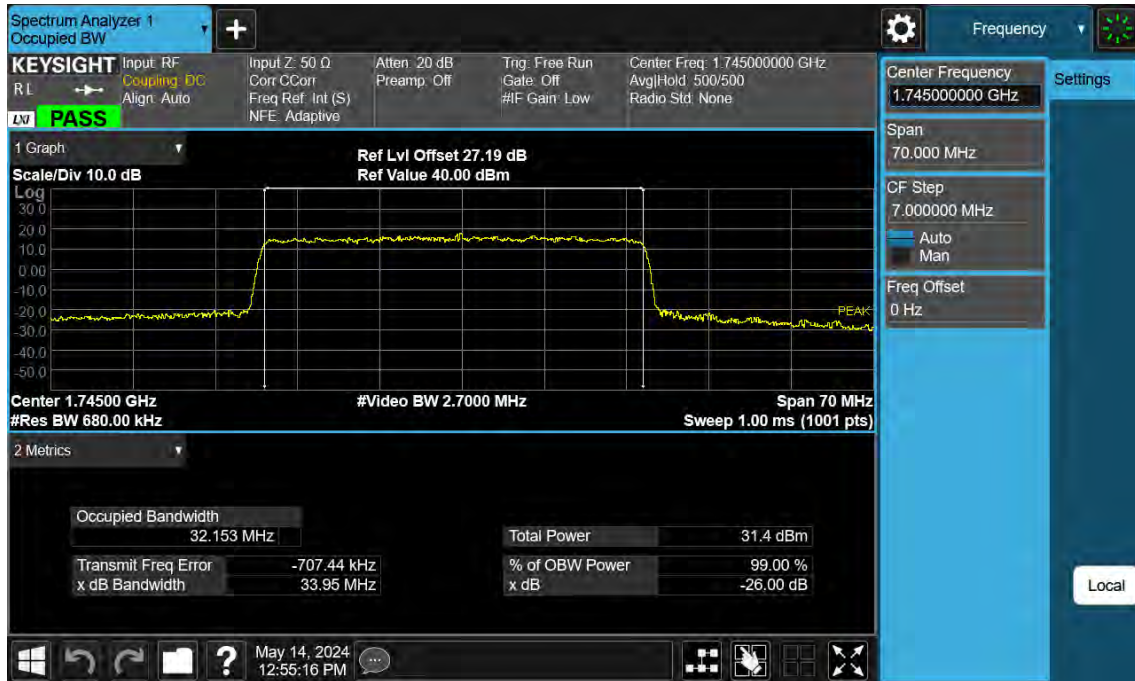 Spectrum Analyzer 1
Occupied BW
+
Frequency
KEYSIGHT
R L
LXI PASS
Input: RF
Coupling: DC
Align: Auto
Input Z: 50 Ω
Corr CCorr
Freq Ref: Int (S)
NFE: Adaptive
Atten: 20 dB
Preamp: Off
Trig: Free Run
Gate: Off
#IF Gain: Low
Center Freq: 1.745000000 GHz
Avg|Hold: 500/500
Radio Std: None
Center Frequency
1.745000000 GHz
Settings
Span
70.000 MHz
CF Step
7.000000 MHz
Auto
Man
Freq Offset
0 Hz
Local
1 Graph
Scale/Div 10.0 dB
Ref Lvl Offset 27.19 dB
Ref Value 40.00 dBm
Log
30.0
20.0
10.0
0.00
-10.0
-20.0
-30.0
-40.0
-50.0
PEAK
Center 1.74500 GHz
#Video BW 2.7000 MHz
Span 70 MHz
#Res BW 680.00 kHz
Sweep 1.00 ms (1001 pts)
2 Metrics
Occupied Bandwidth
32.153 MHz
Total Power 31.4 dBm
Transmit Freq Error -707.44 kHz
% of OBW Power 99.00 %
x dB Bandwidth 33.95 MHz
x dB -26.00 dB
?
May 14, 2024
12:55:16 PM